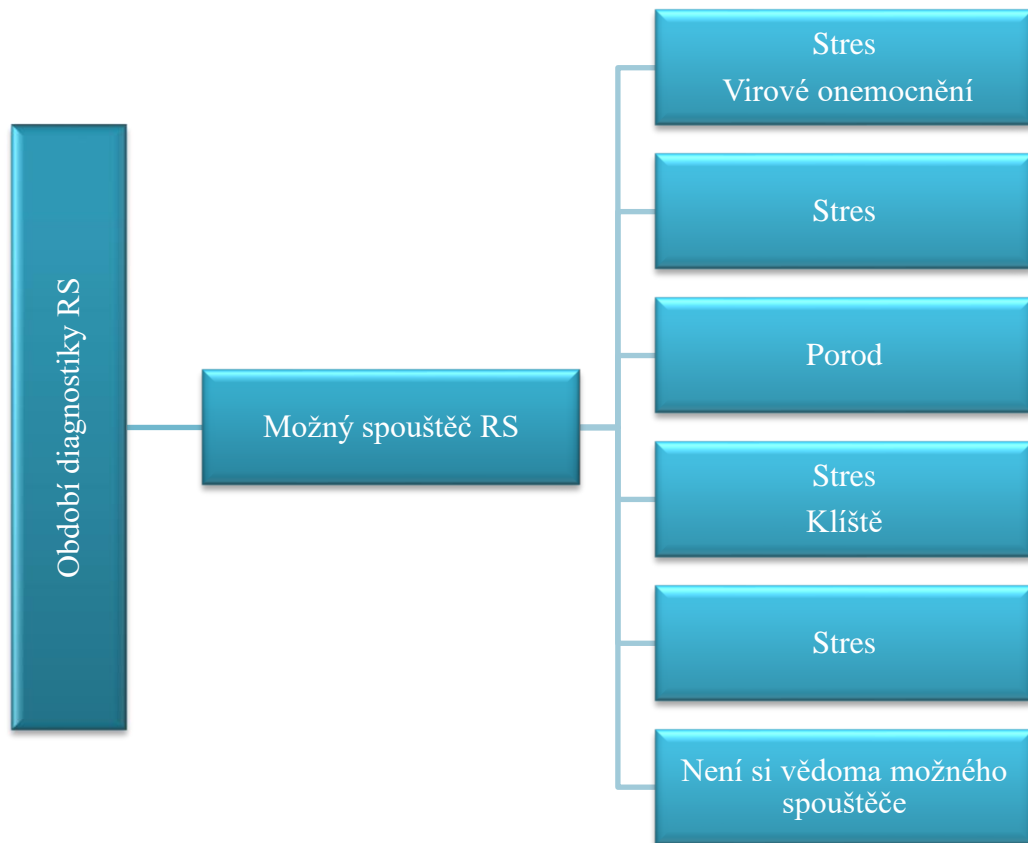 Období diagnostiky RS
Možný spouštěč RS
Stres
Virové onemocnění
Stres
Porod
Stres
Klíště
Stres
Není si vědoma možného
spouštěče